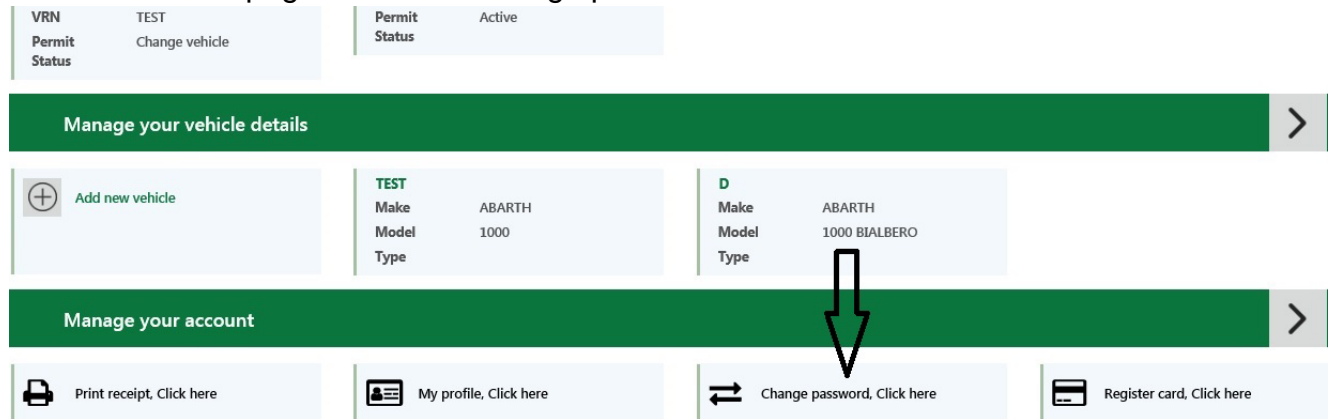 VRN TEST
Permit Status Change vehicle
Permit Status Active
Manage your vehicle details
Add new vehicle
TEST
Make ABARTH
Model 1000
Type
D
Make ABARTH
Model 1000 BIALBERO
Type
Manage your account
Print receipt, Click here
My profile, Click here
Change password, Click here
Register card, Click here